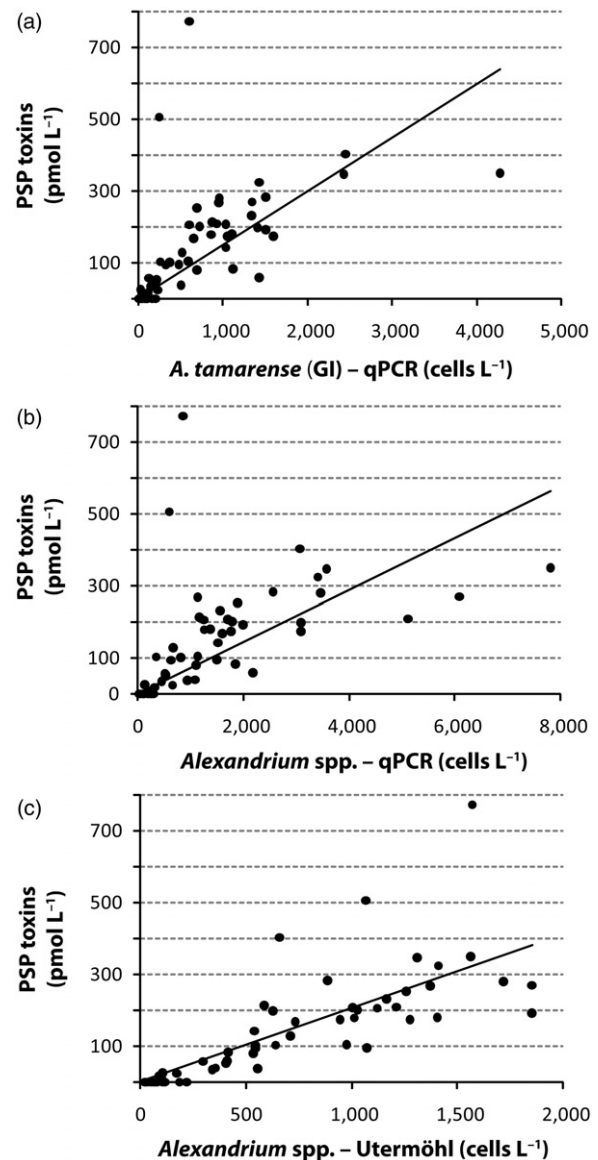 (a)
700
500
300
100
PSP toxins
(pmol L⁻¹)
0 1,000 2,000 3,000 4,000 5,000
A. tamarense (GI) – qPCR (cells L⁻¹)
(b)
700
500
300
100
0
PSP toxins
(pmol L⁻¹)
0 2,000 4,000 6,000 8,000
Alexandrium spp. – qPCR (cells L⁻¹)
(c)
700
500
300
100
PSP toxins
(pmol L⁻¹)
0 500 1,000 1,500 2,000
Alexandrium spp. – Utermöhl (cells L⁻¹)